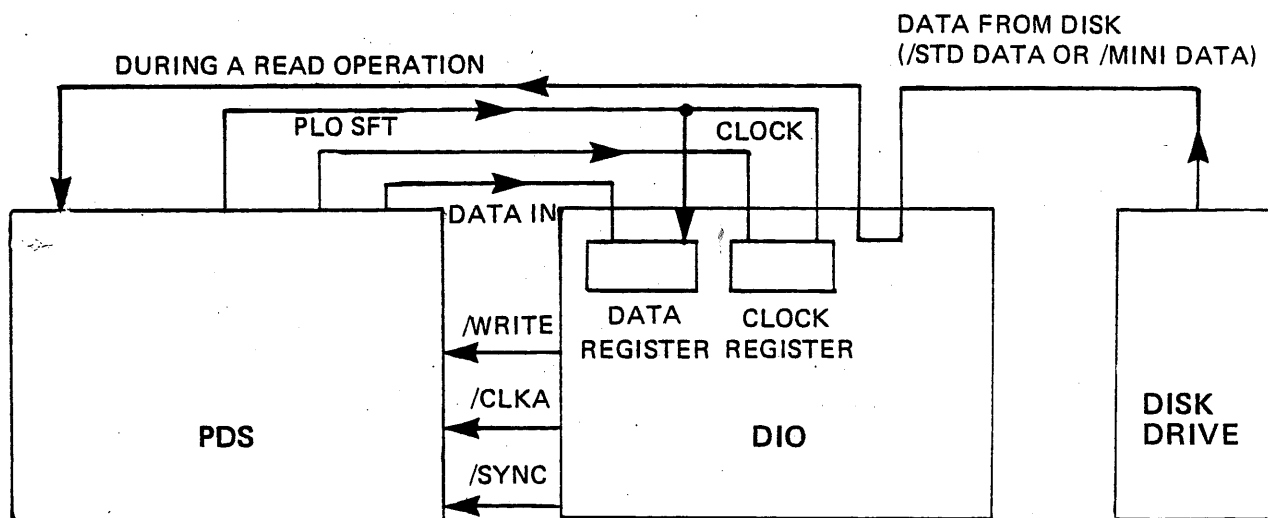 DATA FROM DISK
(/STD DATA OR /MINI DATA)
DURING A READ OPERATION
PLO SFT
CLOCK
DATA IN
DATA
REGISTER
CLOCK
REGISTER
/WRITE
/CLKA
/SYNC
PDS
DIO
DISK
DRIVE